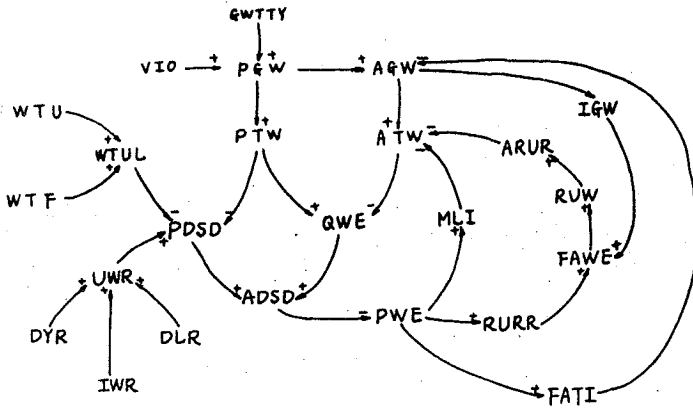 GWTTY
VIO + PGW + + AGW -
IGW
WTU
+ WTUL + PTW + ATW - - ARUR +
WTF + RUW +
- PDSD - + + QWE - MLI + FAWE + +
+ UWR + + + ADSD + - PWE + RURR
DYR DLR
IWR + FATI